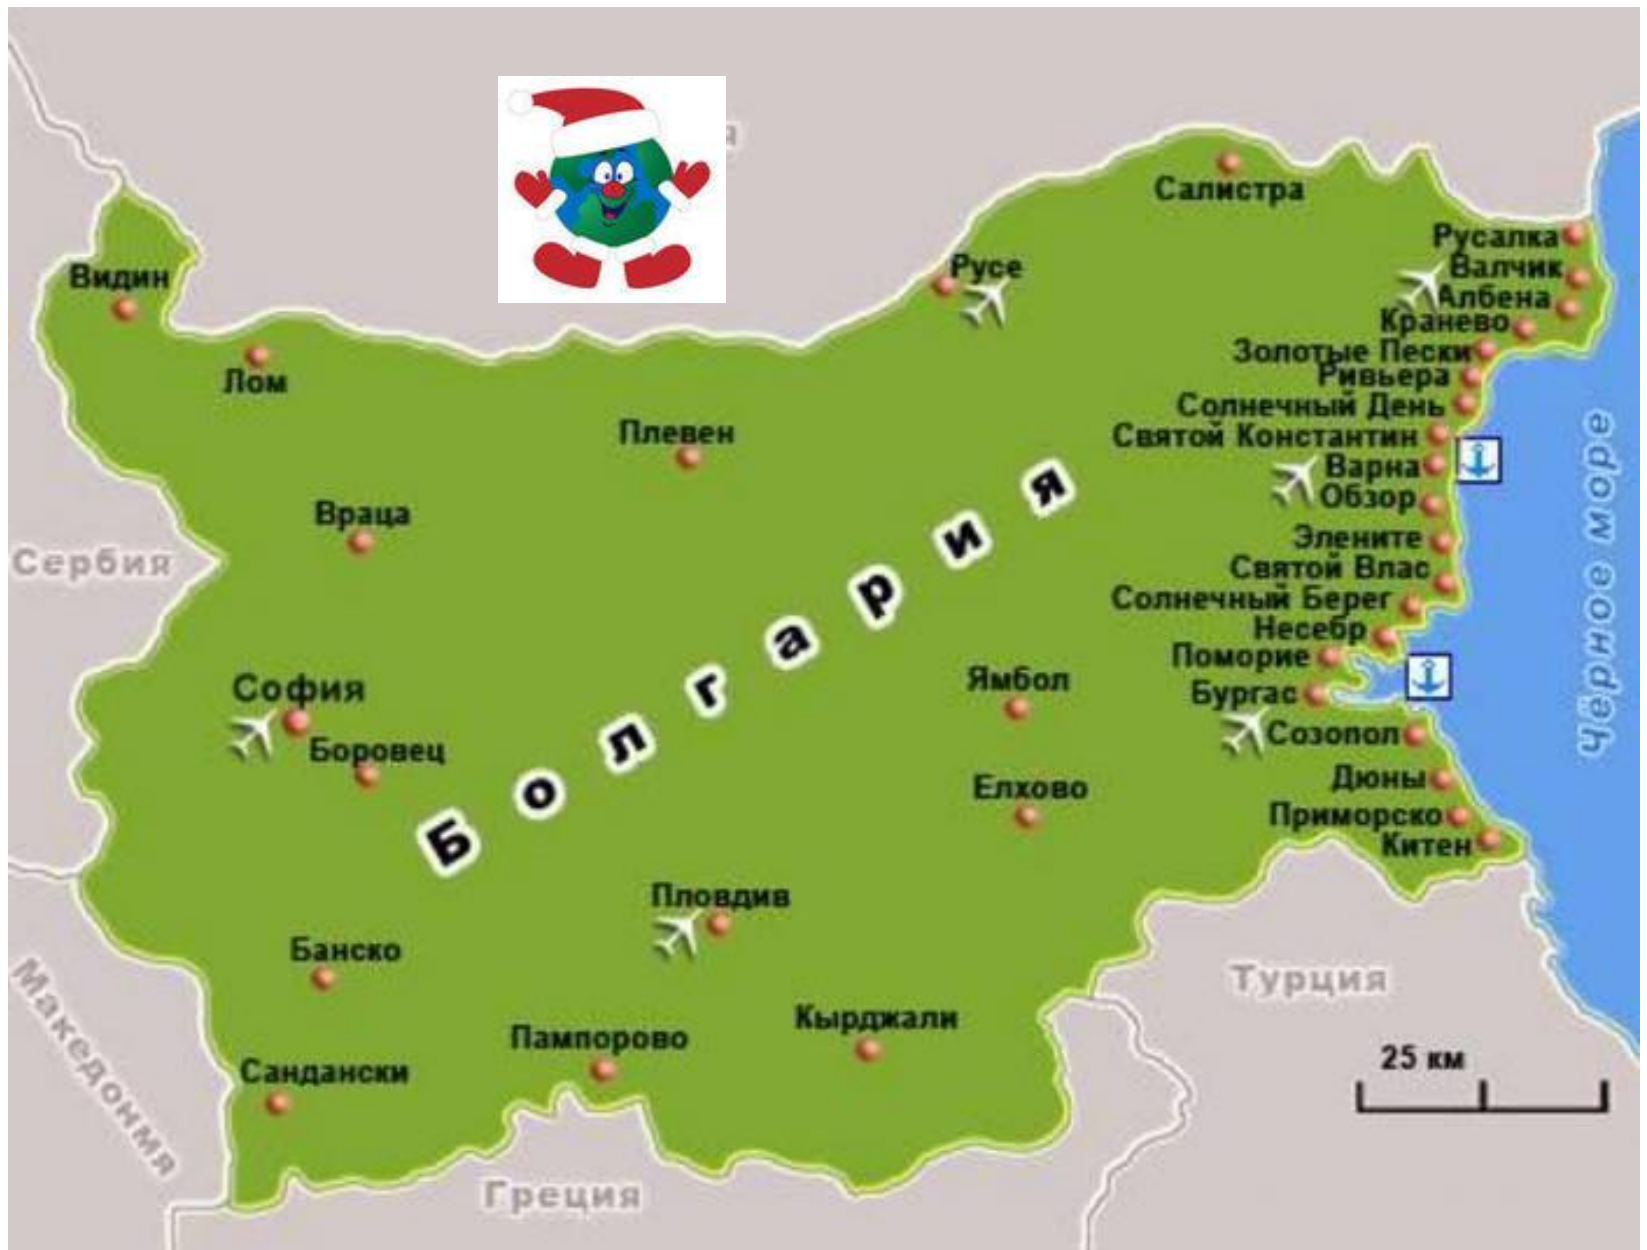 я
Салистра
Русалка
Русе
Валчик
Видин
Албена
Кранево
Золотые Пески
Ривьера
Лом
Солнечный День
Плевен
Святой Константин
Варна
Обзор
Враца
Элените
Сербия
Святой Влас
Солнечный Берег
Несебр
Чёрное море
Болгария
Поморие
Ямбол
София
Бургас
Созопол
Боровец
Дюны
Елхово
Приморско
Китен
Пловдив
Банско
Турция
Македонмя
Кырджали
Пампорово
25 км
Сандански
Греция